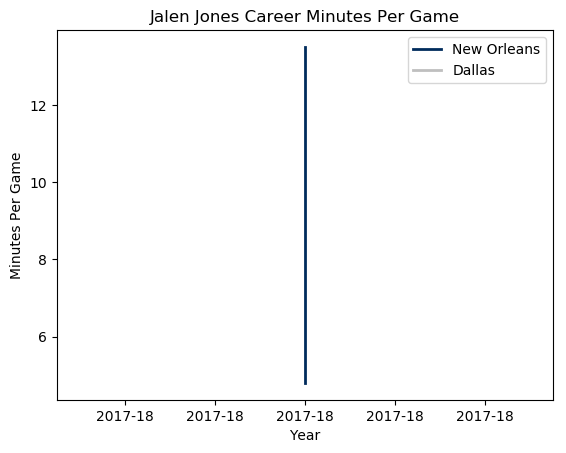 Jalen Jones Career Minutes Per Game
New Orleans
Dallas
12
10
8
6
Minutes Per Game
2017-18 2017-18 2017-18 2017-18 2017-18
Year